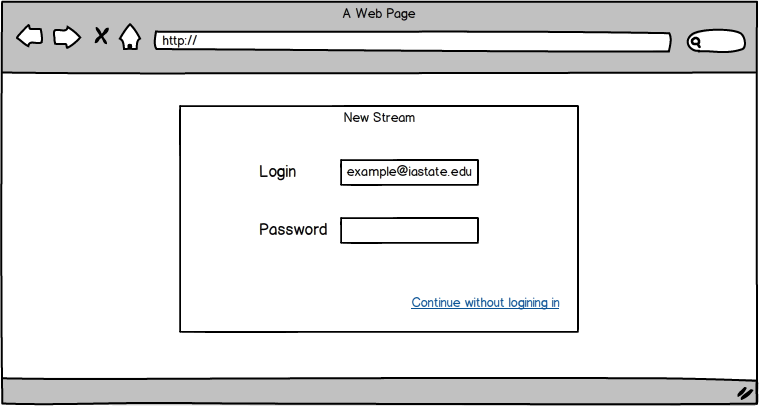 A Web Page
http://
New Stream
Login example@iastate.edu
Password
Continue without logining in